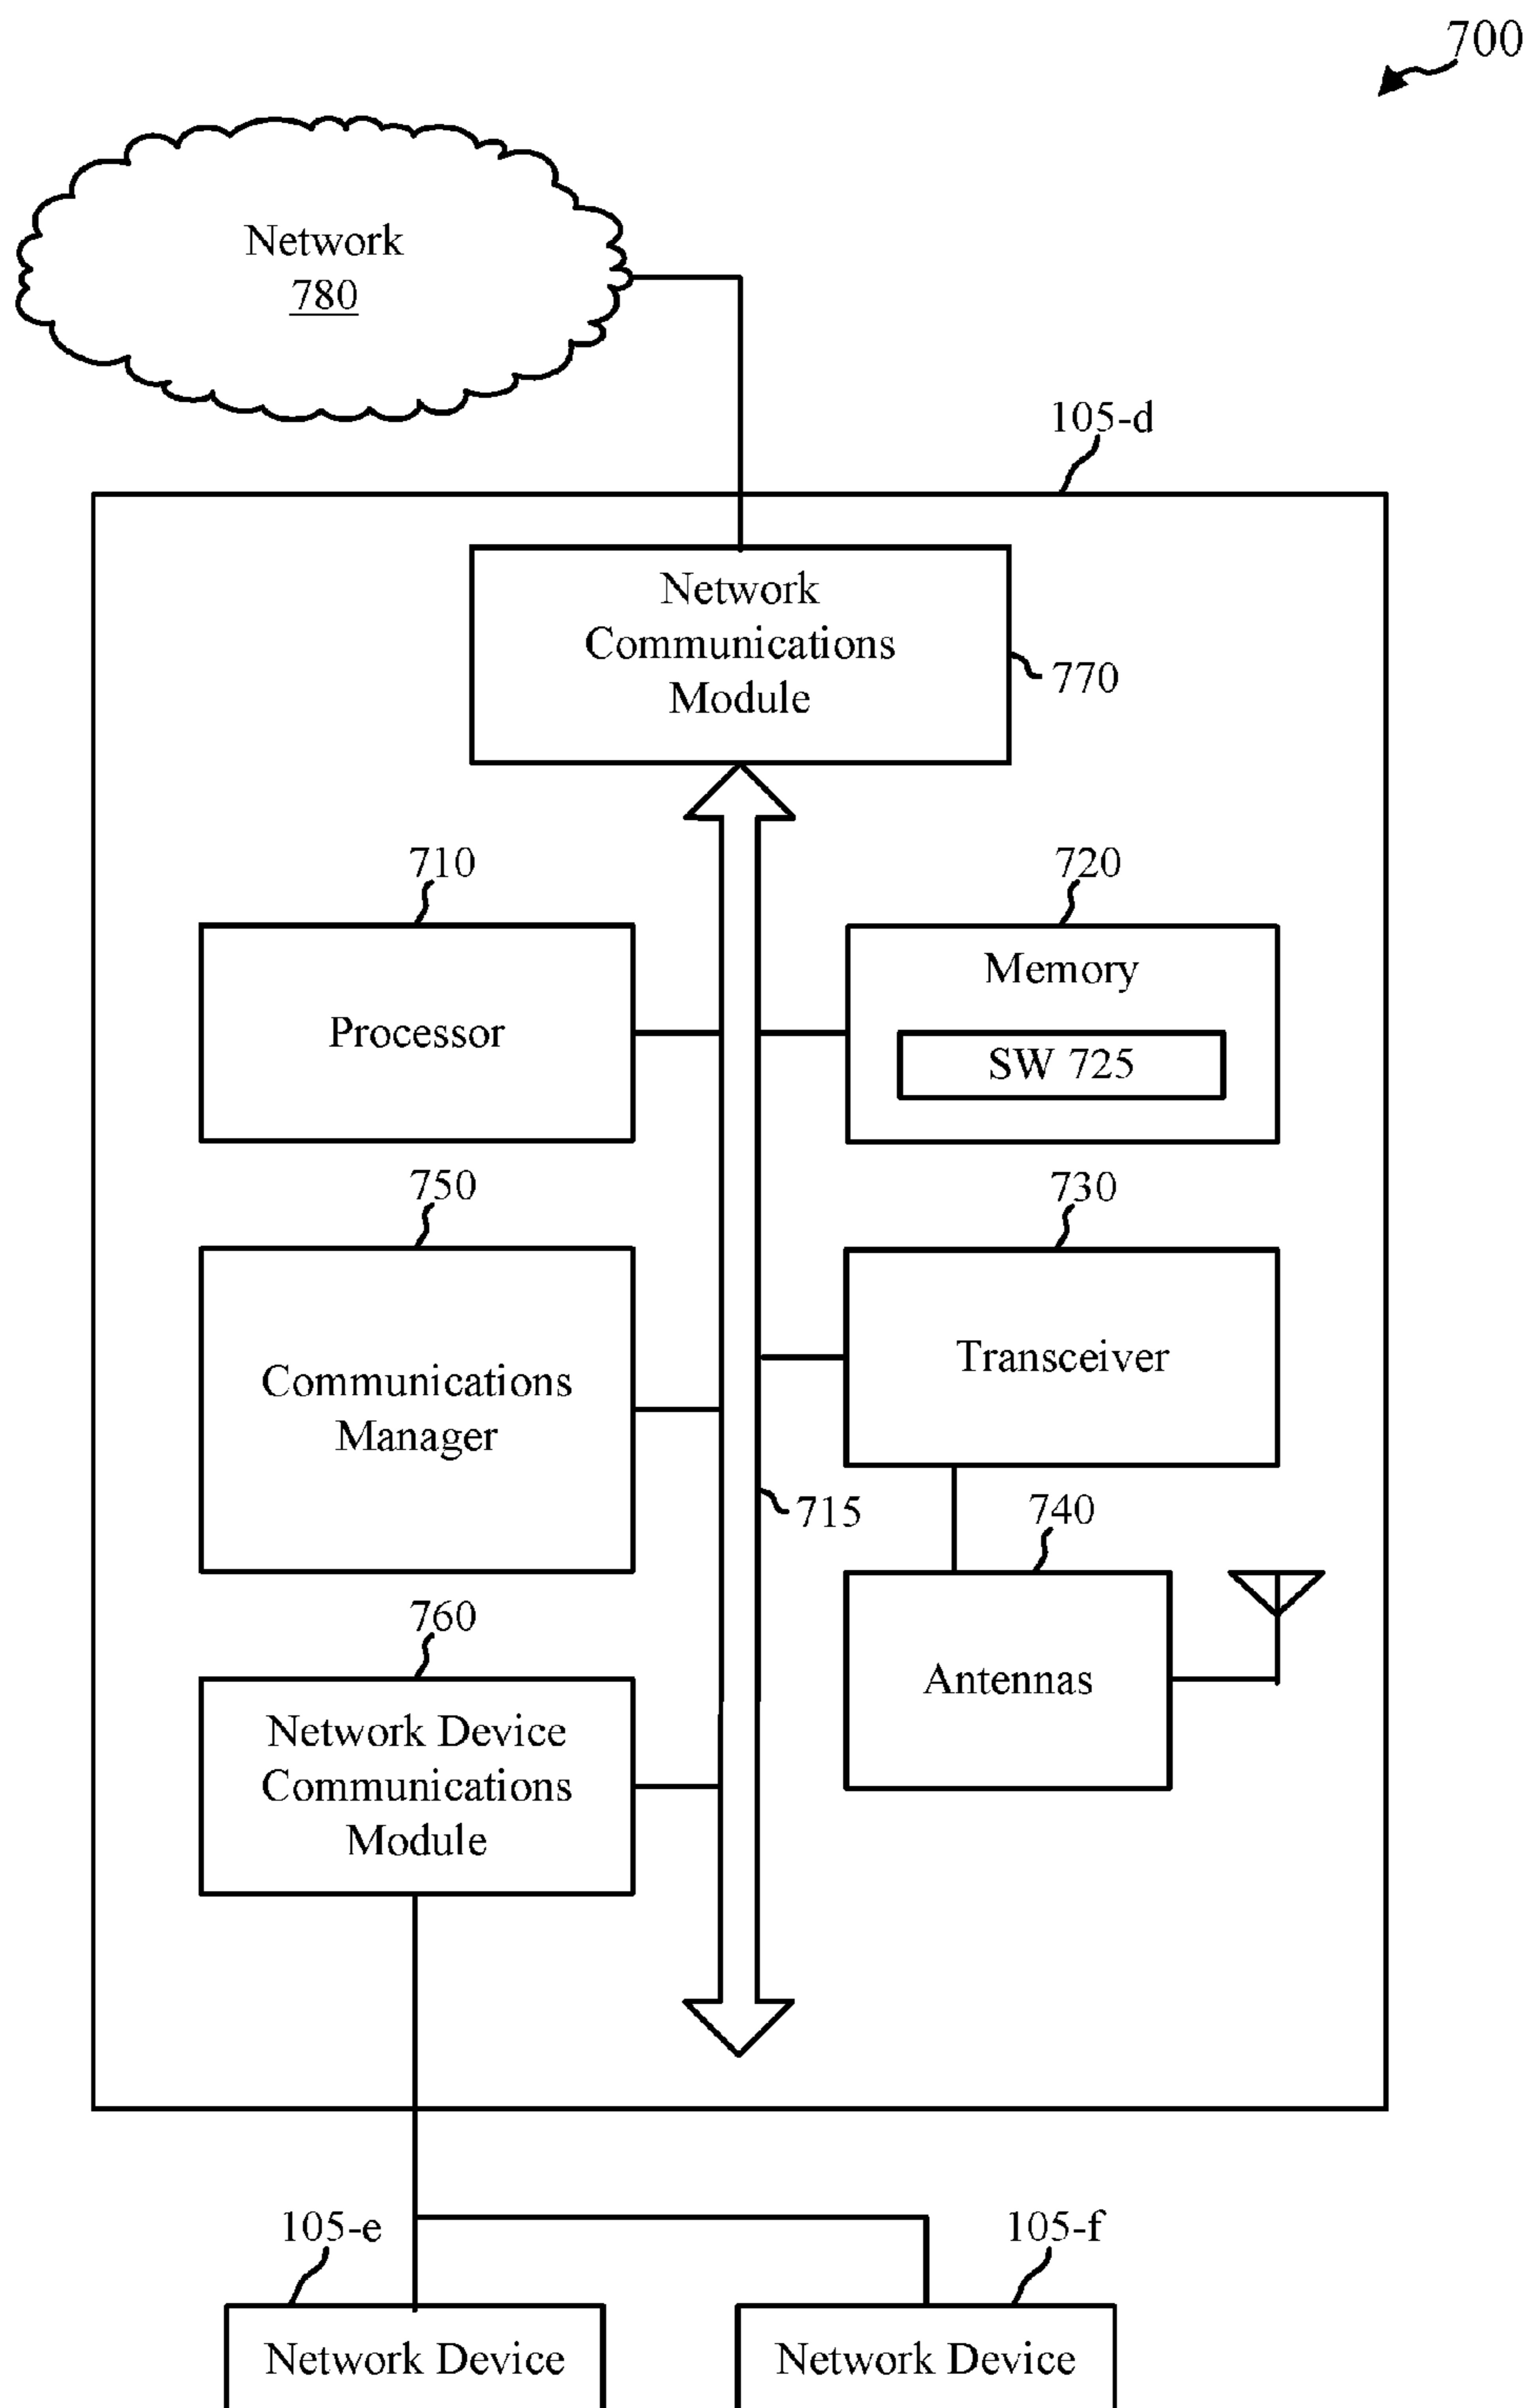 700
Network
780
105-d
Network
Communications
Module
770
710
720
Processor
Memory
SW 725
750
730
Communications
Manager
Transceiver
715
740
760
Antennas
Network Device
Communications
Module
105-e
105-f
Network Device
Network Device